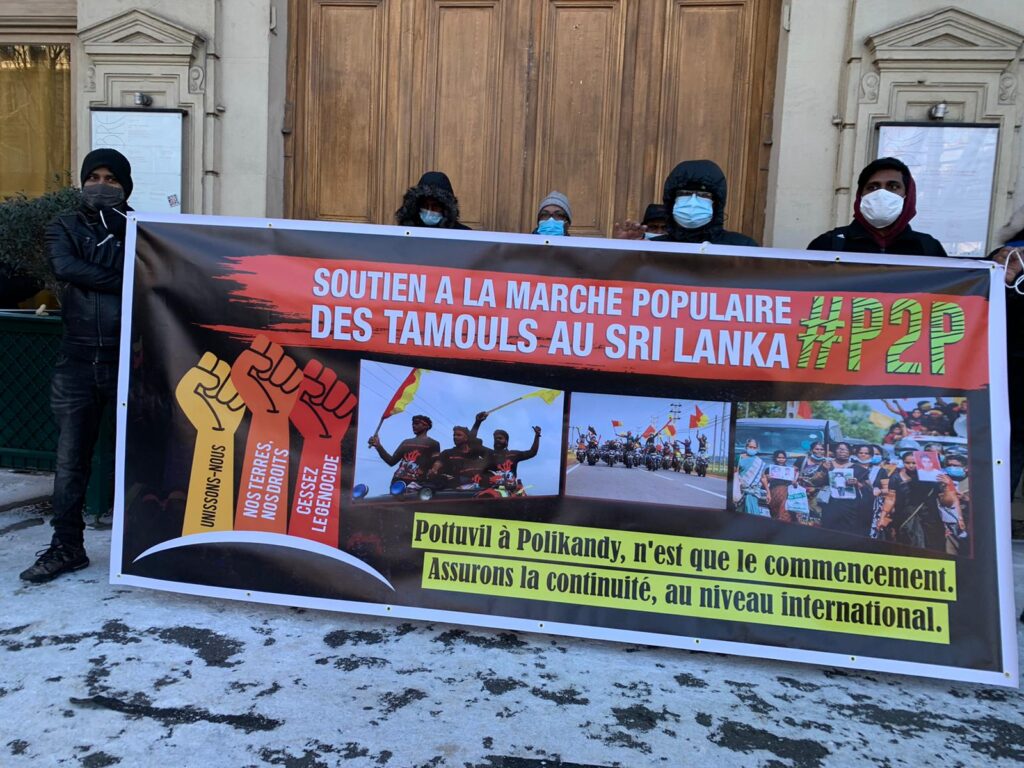 SOUTIEN A LA MARCHE POPULAIRE
DES TAMOULS AU SRI LANKA
#P2P
UNISSONS-NOUS
NOS TERRES,
NOS DROITS
CESSEZ
LE GENOCIDE
Pottuvil à Polikandy, n'est que le commencement.
Assurons la continuité, au niveau international.